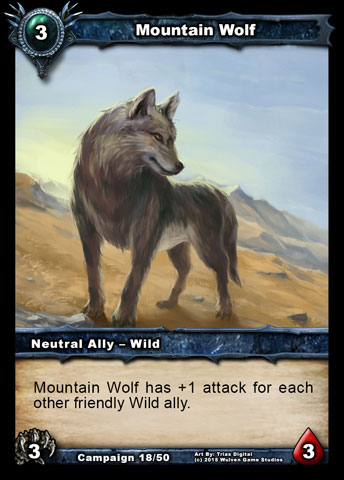 3
Mountain Wolf
Neutral Ally – Wild
Mountain Wolf has +1 attack for each
other friendly Wild ally.
3
Campaign 18/50
Art By: Trias Digital
(c) 2015 Wulven Game Studios
3